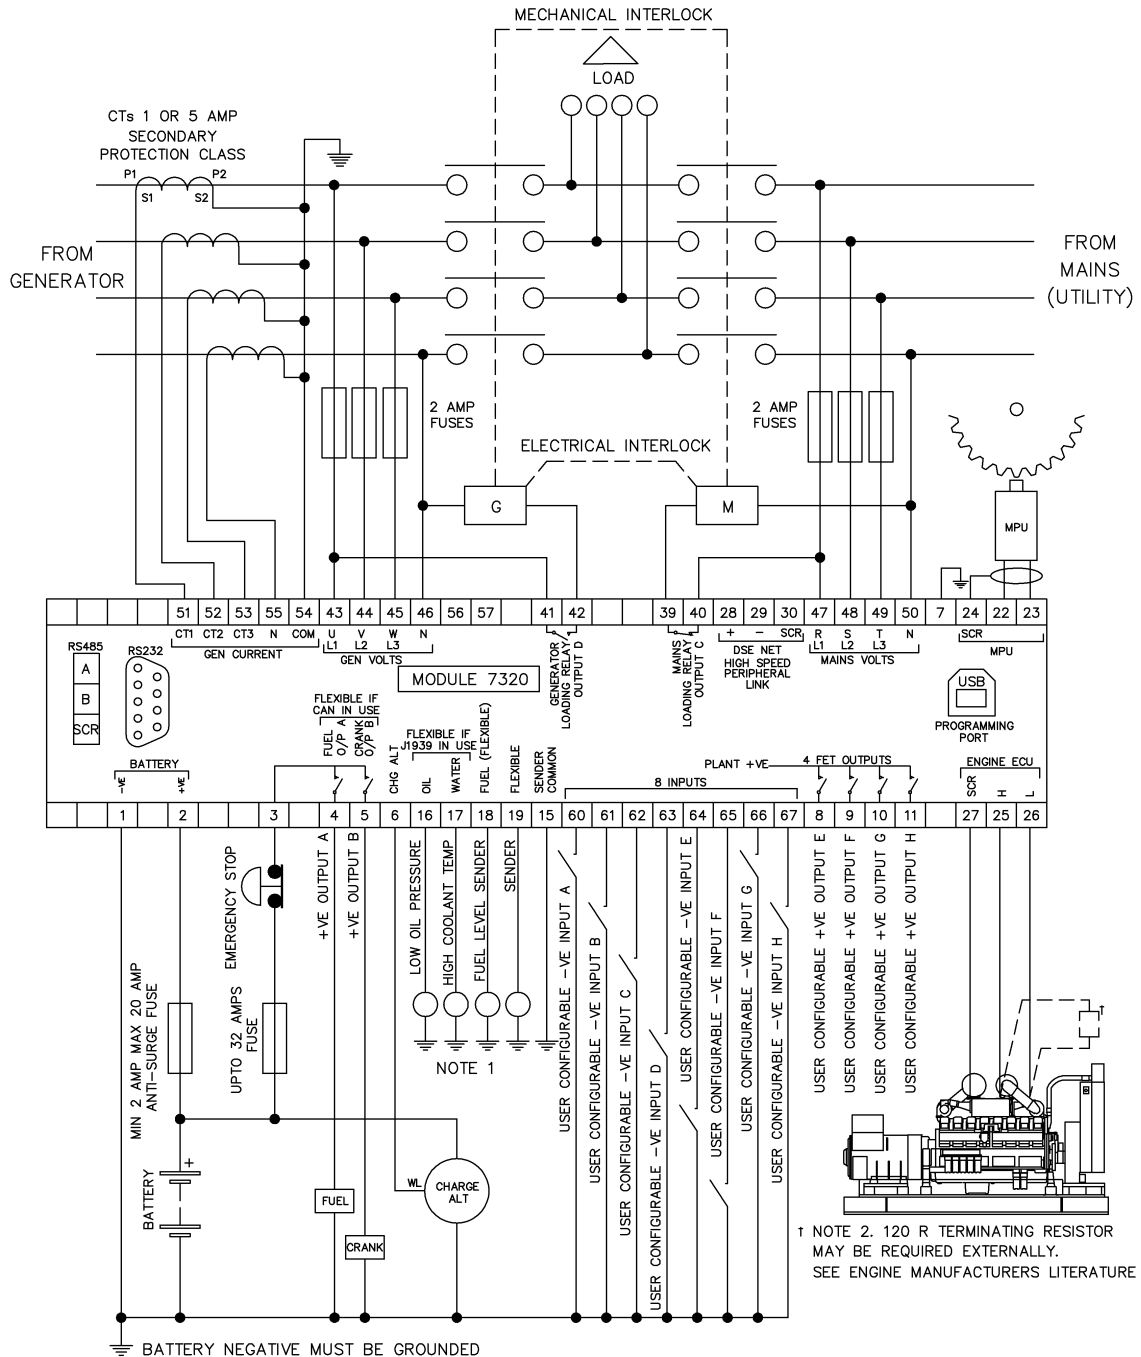 MECHANICAL INTERLOCK
LOAD
CTs 1 OR 5 AMP
SECONDARY
PROTECTION CLASS
P1 P2
S1 S2
FROM
GENERATOR
FROM
MAINS
(UTILITY)
2 AMP
FUSES
2 AMP
FUSES
ELECTRICAL INTERLOCK
G
M
MPU
51 52 53 55 54 43 44 45 46 56 57 41 42 39 40 28 29 30 47 48 49 50 7 24 22 23
CT1 CT2 CT3 N COM
GEN CURRENT
U V W N
L1 L2 L3
GEN VOLTS
GENERATOR
LOADING RELAY
OUTPUT D
MAINS
LOADING RELAY
OUTPUT C
+ − SCR
DSE NET
HIGH SPEED
PERIPHERAL
LINK
R S T N
L1 L2 L3
MAINS VOLTS
SCR
MPU
RS485
A
B
SCR
RS232
MODULE 7320
USB
PROGRAMMING
PORT
FLEXIBLE IF
CAN IN USE
FUEL
O/P A
CRANK
O/P B
FLEXIBLE IF
J1939 IN USE
BATTERY
-VE
+VE
CHG ALT
OIL
WATER
FUEL (FLEXIBLE)
FLEXIBLE
SENDER
COMMON
8 INPUTS
PLANT +VE
4 FET OUTPUTS
ENGINE ECU
SCR
H
L
1 2 3 4 5 6 16 17 18 19 15 60 61 62 63 64 65 66 67 8 9 10 11 27 25 26
EMERGENCY STOP
+VE OUTPUT A
+VE OUTPUT B
LOW OIL PRESSURE
HIGH COOLANT TEMP
FUEL LEVEL SENDER
SENDER
NOTE 1
USER CONFIGURABLE -VE INPUT A
USER CONFIGURABLE -VE INPUT B
USER CONFIGURABLE -VE INPUT C
USER CONFIGURABLE -VE INPUT D
USER CONFIGURABLE -VE INPUT E
USER CONFIGURABLE -VE INPUT F
USER CONFIGURABLE -VE INPUT G
USER CONFIGURABLE -VE INPUT H
USER CONFIGURABLE +VE OUTPUT E
USER CONFIGURABLE +VE OUTPUT F
USER CONFIGURABLE +VE OUTPUT G
USER CONFIGURABLE +VE OUTPUT H
MIN 2 AMP MAX 20 AMP
ANTI-SURGE FUSE
UPTO 32 AMPS
FUSE
BATTERY
+
FUEL
CRANK
WL
CHARGE
ALT
†
† NOTE 2. 120 R TERMINATING RESISTOR
MAY BE REQUIRED EXTERNALLY.
SEE ENGINE MANUFACTURERS LITERATURE
BATTERY NEGATIVE MUST BE GROUNDED